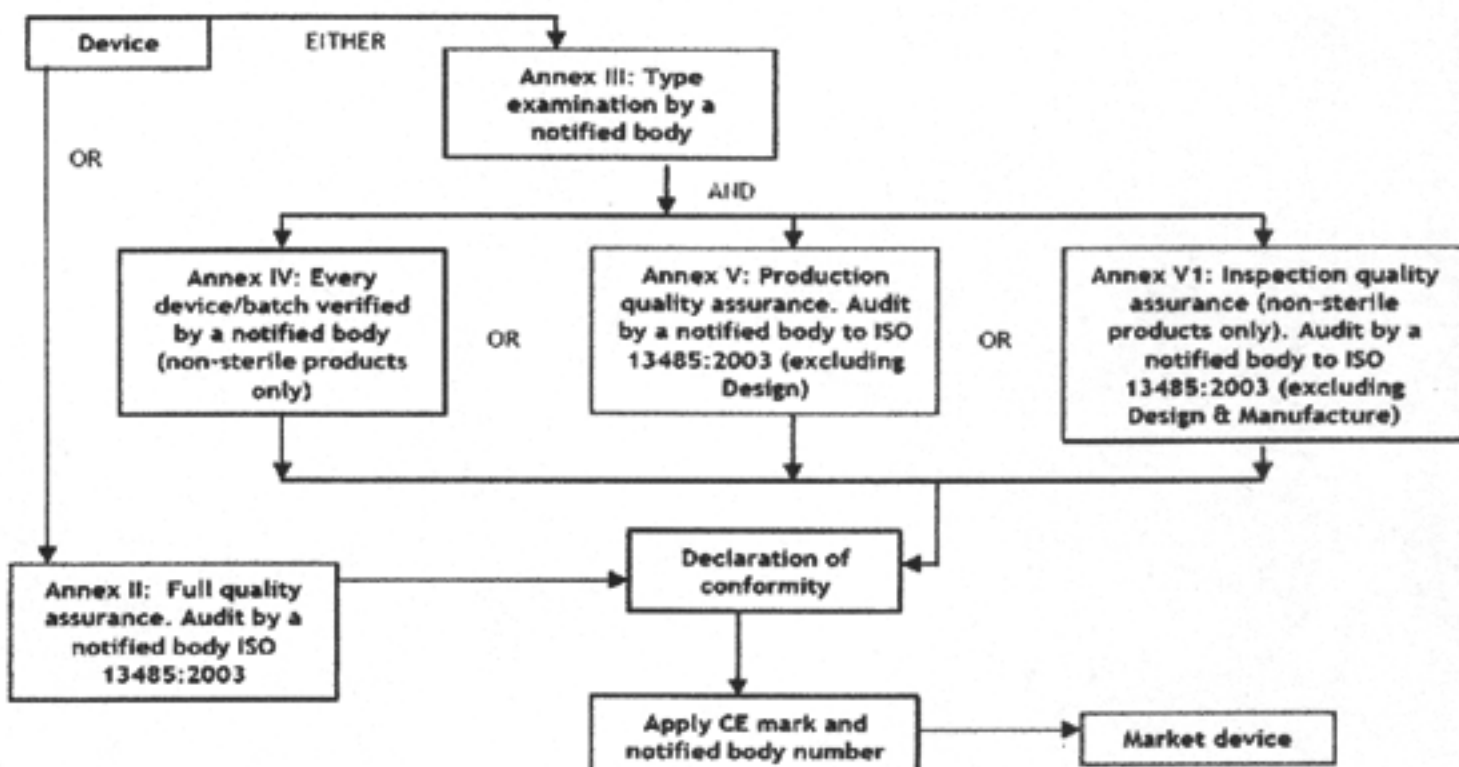 Device
EITHER
Annex III: Type
examination by a
notified body
OR
AND
Annex IV: Every
device/batch verified
by a notified body
(non-sterile products
only)
OR
Annex V: Production
quality assurance. Audit
by a notified body to ISO
13485:2003 (excluding
Design)
OR
Annex V1: Inspection quality
assurance (non-sterile
products only). Audit by a
notified body to ISO
13485:2003 (excluding
Design & Manufacture)
Annex II: Full quality
assurance. Audit by a
notified body ISO
13485:2003
Declaration of
conformity
Apply CE mark and
notified body number
Market device